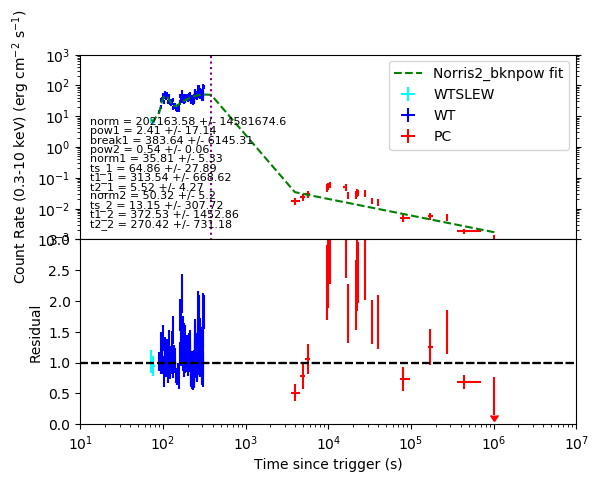 Count Rate (0.3-10 keV) (erg cm⁻² s⁻¹)
10³
10²
10¹
10⁰
10⁻¹
10⁻²
Norris2_bknpow fit
WTSLEW
WT
PC
norm = 202163.58 +/- 14581674.6
pow1 = 2.41 +/- 17.14
break1 = 383.64 +/- 6145.31
pow2 = 0.54 +/- 0.06
norm1 = 35.81 +/- 5.33
ts_1 = 64.86 +/- 27.89
t1_1 = 313.54 +/- 668.62
t2_1 = 5.52 +/- 4.27
norm2 = 50.32 +/- 5.2
ts_2 = 13.15 +/- 307.72
t1_2 = 372.53 +/- 1452.86
t2_2 = 270.42 +/- 731.18
Residual
2.5
2.0
1.5
1.0
0.5
0.0
10¹ 10² 10³ 10⁴ 10⁵ 10⁶ 10⁷
Time since trigger (s)